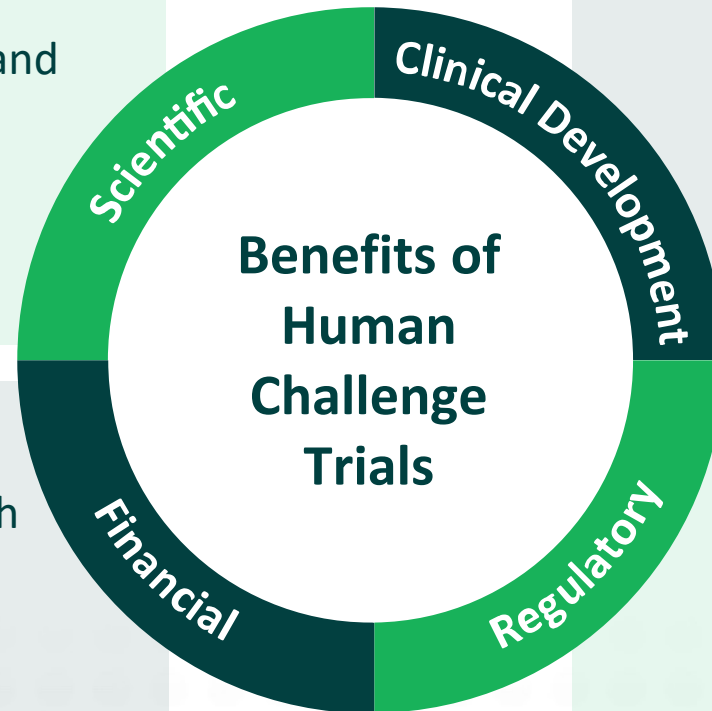 and
Scientific
Clinical Development
Benefits of
Human
Challenge
Trials
h
Financial
Regulatory